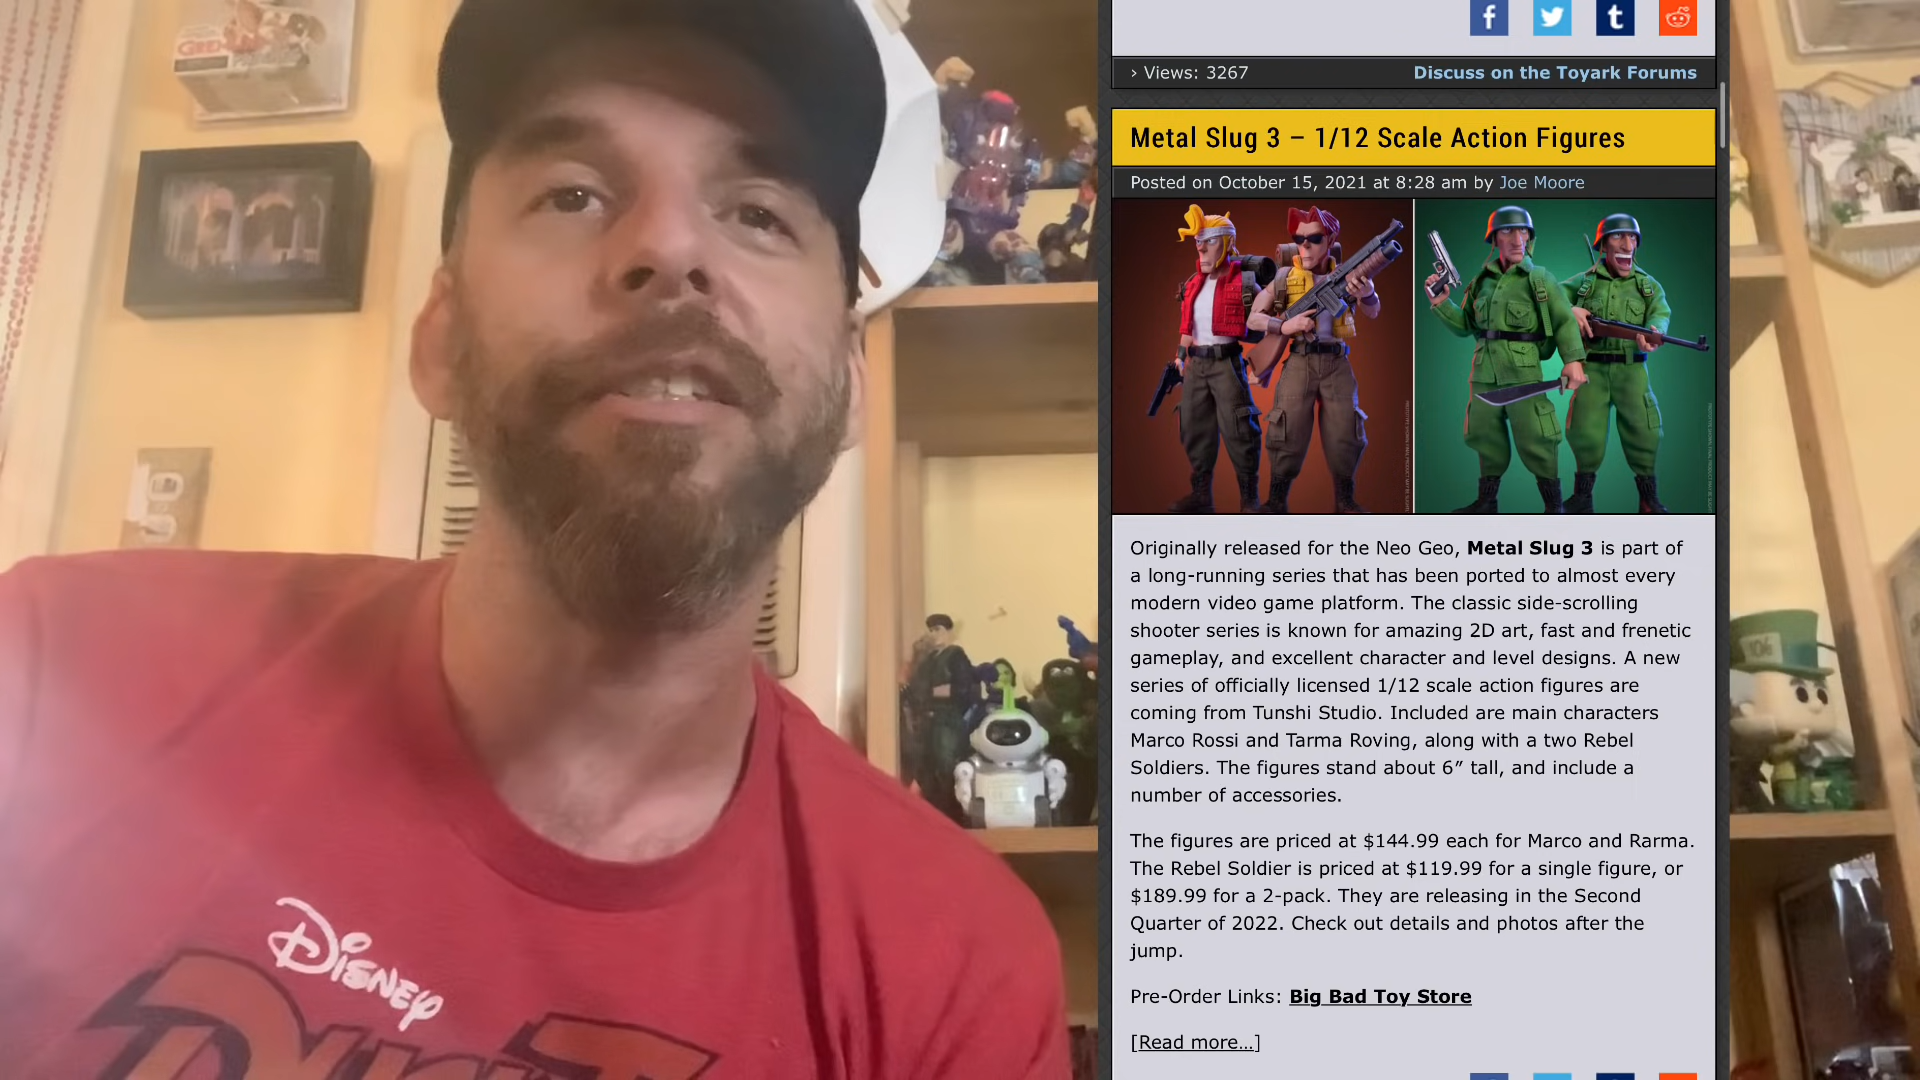 › Views: 3267
Discuss on the Toyark Forums
Metal Slug 3 – 1/12 Scale Action Figures
Posted on October 15, 2021 at 8:28 am by Joe Moore
Originally released for the Neo Geo, Metal Slug 3 is part of
a long-running series that has been ported to almost every
modern video game platform. The classic side-scrolling
shooter series is known for amazing 2D art, fast and frenetic
gameplay, and excellent character and level designs. A new
series of officially licensed 1/12 scale action figures are
coming from Tunshi Studio. Included are main characters
Marco Rossi and Tarma Roving, along with a two Rebel
Soldiers. The figures stand about 6″ tall, and include a
number of accessories.
The figures are priced at $144.99 each for Marco and Rarma.
The Rebel Soldier is priced at $119.99 for a single figure, or
$189.99 for a 2-pack. They are releasing in the Second
Quarter of 2022. Check out details and photos after the
jump.
Pre-Order Links: Big Bad Toy Store
[Read more...]
Disney